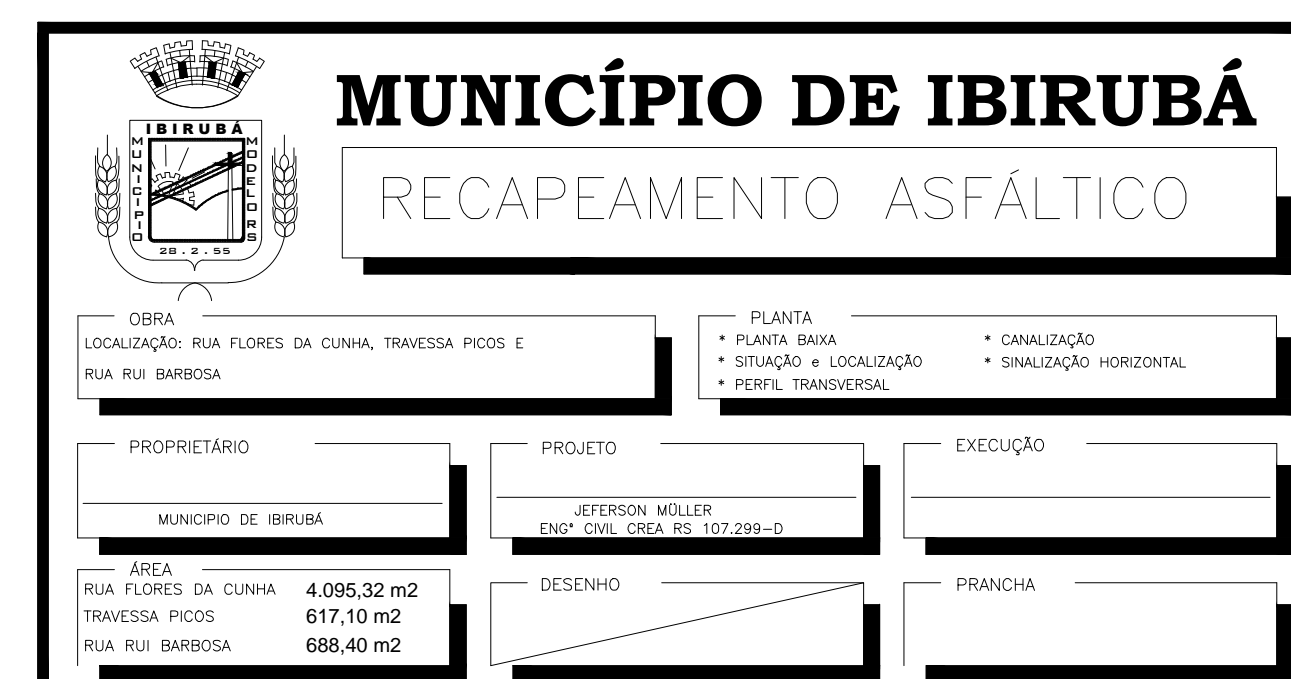 MUNICÍPIO DE IBIRUBÁ
IBIRUBÁ
MUNICIPIO
MODELO RS
28.2.55
RECAPEAMENTO ASFÁLTICO
OBRA
LOCALIZAÇÃO: RUA FLORES DA CUNHA, TRAVESSA PICOS E
RUA RUI BARBOSA
PLANTA
* PLANTA BAIXA
* SITUAÇÃO e LOCALIZAÇÃO
* PERFIL TRANSVERSAL
* CANALIZAÇÃO
* SINALIZAÇÃO HORIZONTAL
PROPRIETÁRIO
MUNICIPIO DE IBIRUBÁ
PROJETO
JEFERSON MÜLLER
ENG° CIVIL CREA RS 107.299-D
EXECUÇÃO
ÁREA
RUA FLORES DA CUNHA 4.095,32 m2
TRAVESSA PICOS 617,10 m2
RUA RUI BARBOSA 688,40 m2
DESENHO
PRANCHA